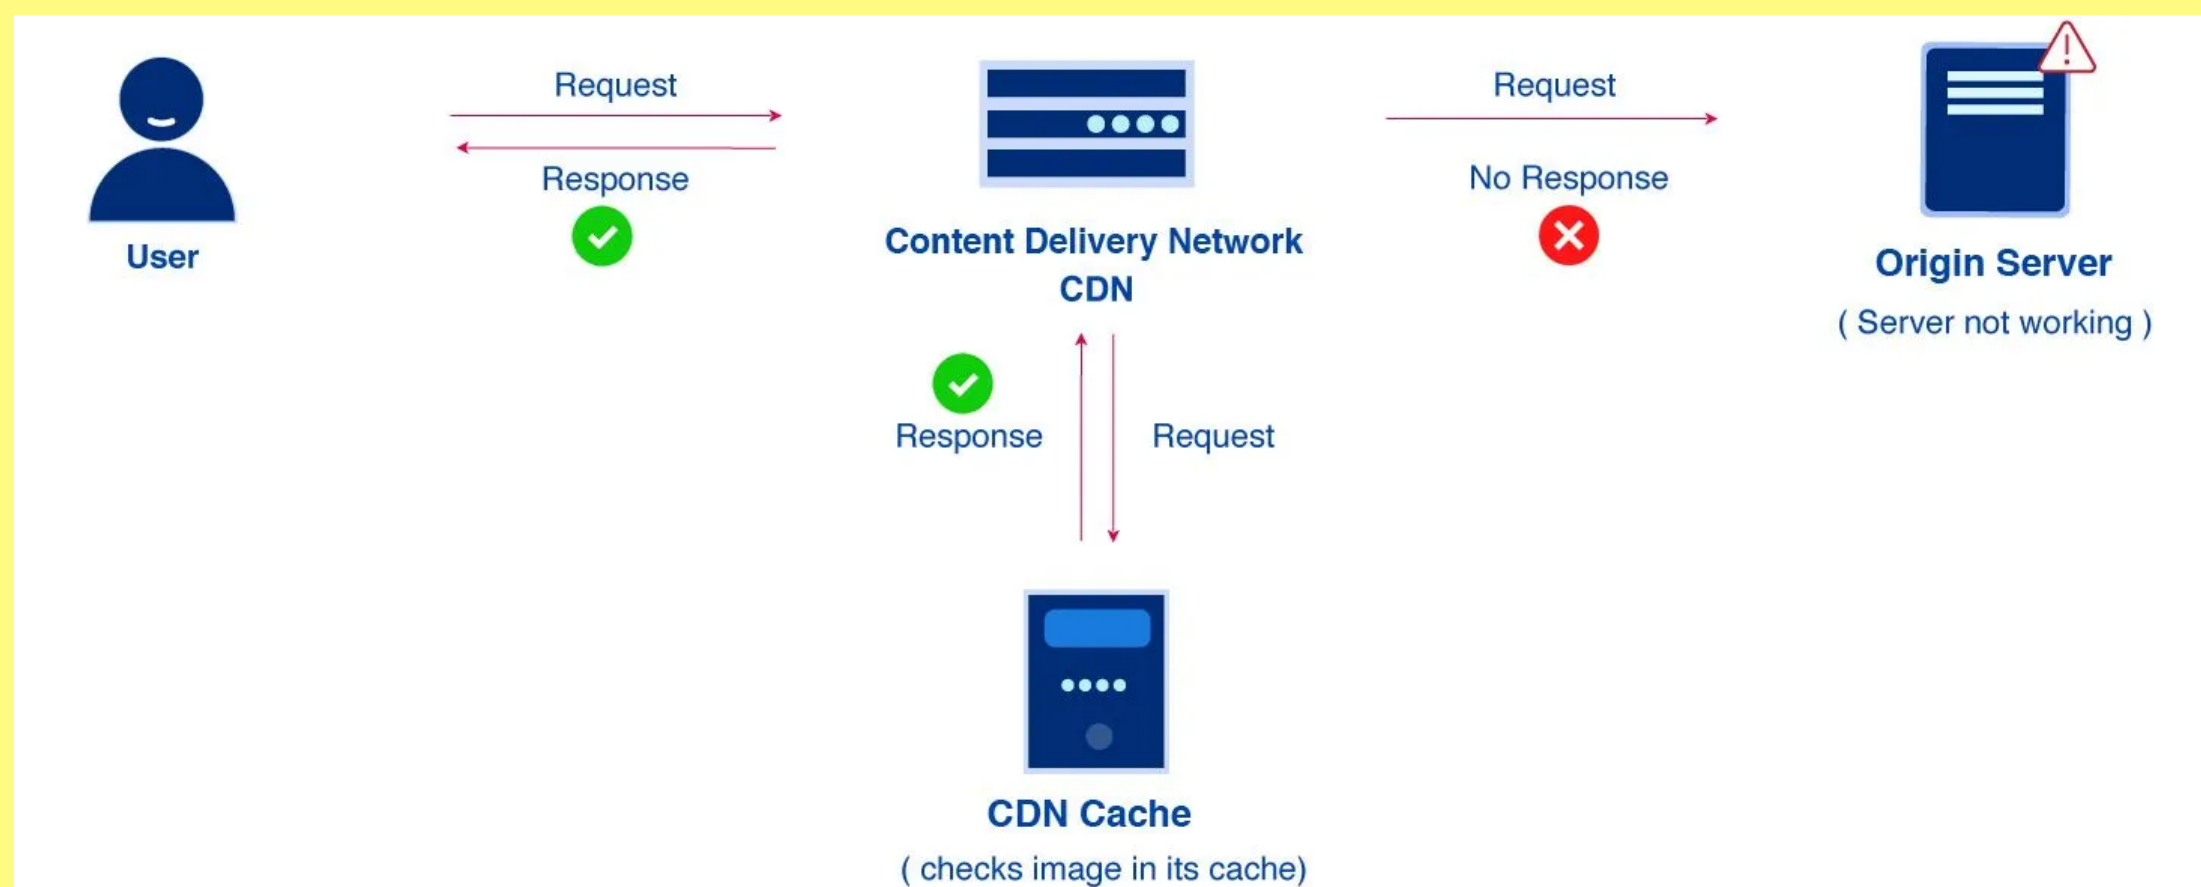 Request
Response
User
Content Delivery Network
CDN
Request
No Response
Origin Server
( Server not working )
Response
Request
CDN Cache
( checks image in its cache)